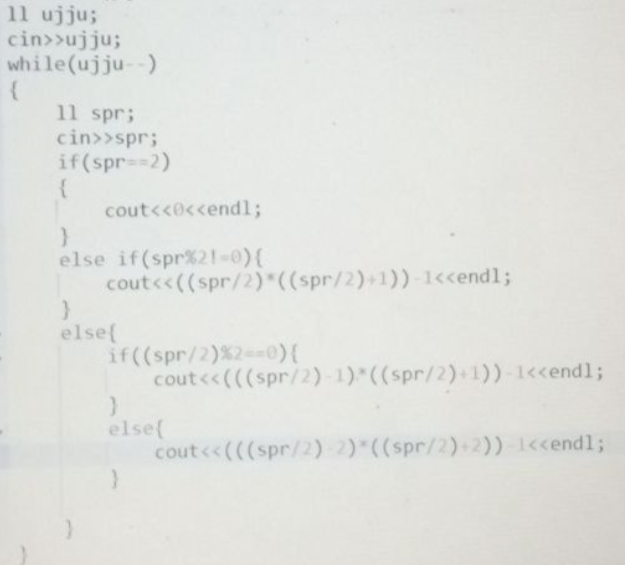 ll ujju;
cin>>ujju;
while(ujju--)
{
    ll spr;
    cin>>spr;
    if(spr==2)
    {
        cout<<0<<endl;
    }
    else if(spr%2!=0){
        cout<<((spr/2)*((spr/2)+1))-1<<endl;
    }
    else{
        if((spr/2)%2==0){
            cout<<(((spr/2)-1)*((spr/2)+1))-1<<endl;
        }
        else{
            cout<<(((spr/2)-2)*((spr/2)+2))-1<<endl;
        }
    }
}